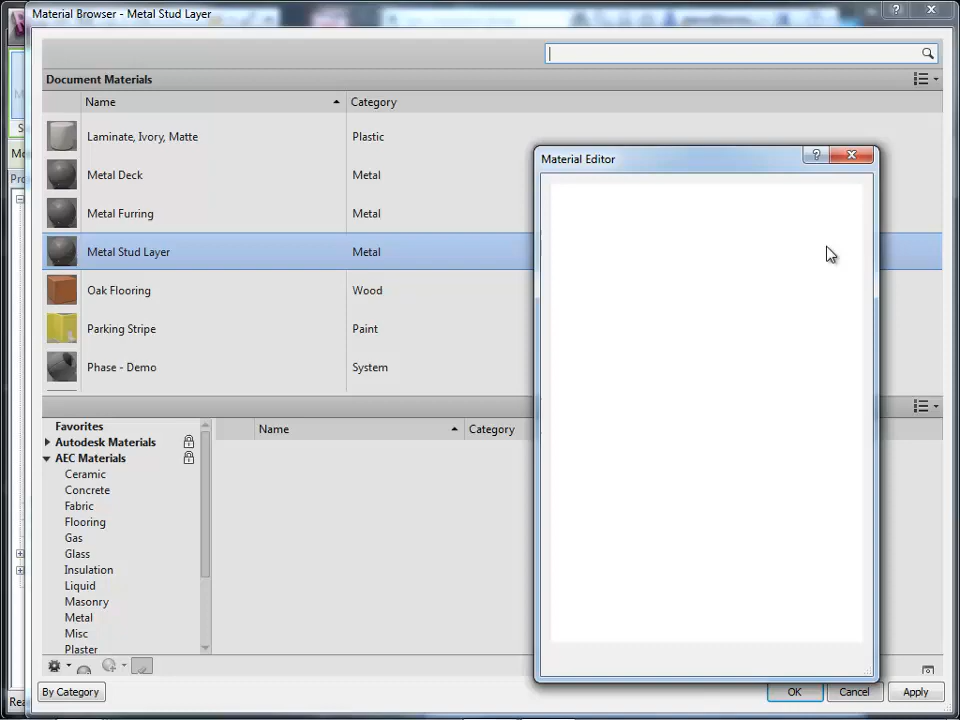 Material Browser - Metal Stud Layer
Document Materials
Name Category
Laminate, Ivory, Matte Plastic
Metal Deck Metal
Metal Furring Metal
Metal Stud Layer Metal
Oak Flooring Wood
Parking Stripe Paint
Phase - Demo System
Material Editor
Favorites
Autodesk Materials
AEC Materials
Ceramic
Concrete
Fabric
Flooring
Gas
Glass
Insulation
Liquid
Masonry
Metal
Misc
Plaster
Name Category
By Category
OK Cancel Apply